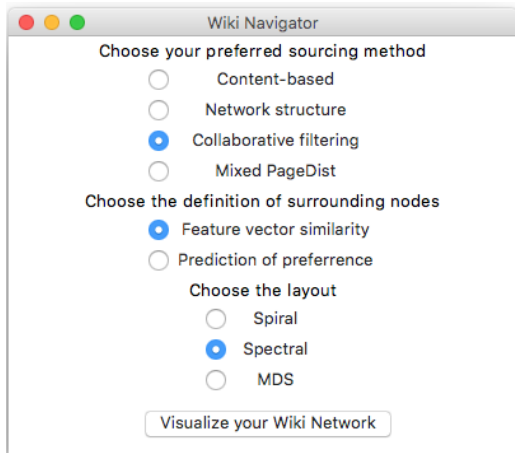 Wiki Navigator
Choose your preferred sourcing method
Content-based
Network structure
Collaborative filtering
Mixed PageDist
Choose the definition of surrounding nodes
Feature vector similarity
Prediction of preferrence
Choose the layout
Spiral
Spectral
MDS
Visualize your Wiki Network